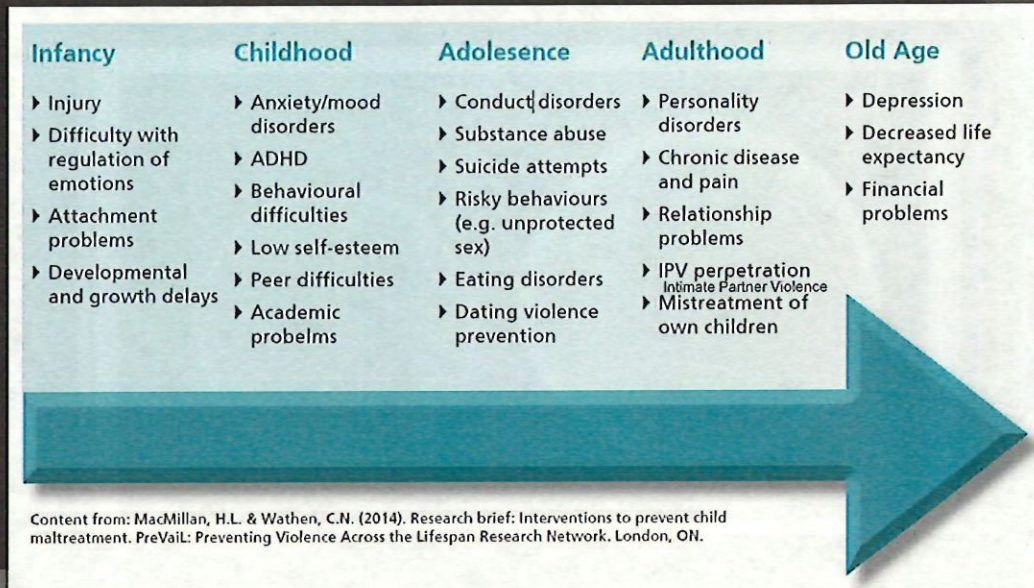 Infancy
▸ Injury
▸ Difficulty with
regulation of
emotions
▸ Attachment
problems
▸ Developmental
and growth delays
Childhood
▸ Anxiety/mood
disorders
▸ ADHD
▸ Behavioural
difficulties
▸ Low self-esteem
▸ Peer difficulties
▸ Academic
probelms
Adolesence
▸ Conduct disorders
▸ Substance abuse
▸ Suicide attempts
▸ Risky behaviours
(e.g. unprotected
sex)
▸ Eating disorders
▸ Dating violence
prevention
Adulthood
▸ Personality
disorders
▸ Chronic disease
and pain
▸ Relationship
problems
▸ IPV perpetration
Intimate Partner Violence
▸ Mistreatment of
own children
Old Age
▸ Depression
▸ Decreased life
expectancy
▸ Financial
problems
Content from: MacMillan, H.L. & Wathen, C.N. (2014). Research brief: Interventions to prevent child
maltreatment. PreVaiL: Preventing Violence Across the Lifespan Research Network. London, ON.